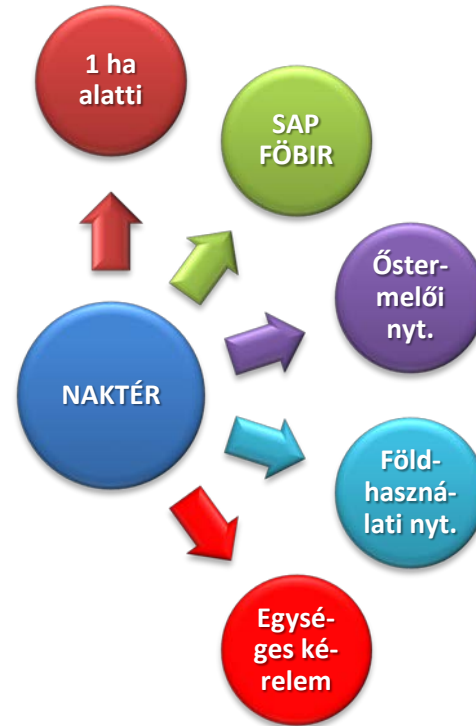 1 ha
alatti
SAP
FÖBIR
Őster-
melői
nyt.
NAKTÉR
Föld-
haszná-
lati nyt.
Egysé-
ges ké-
relem